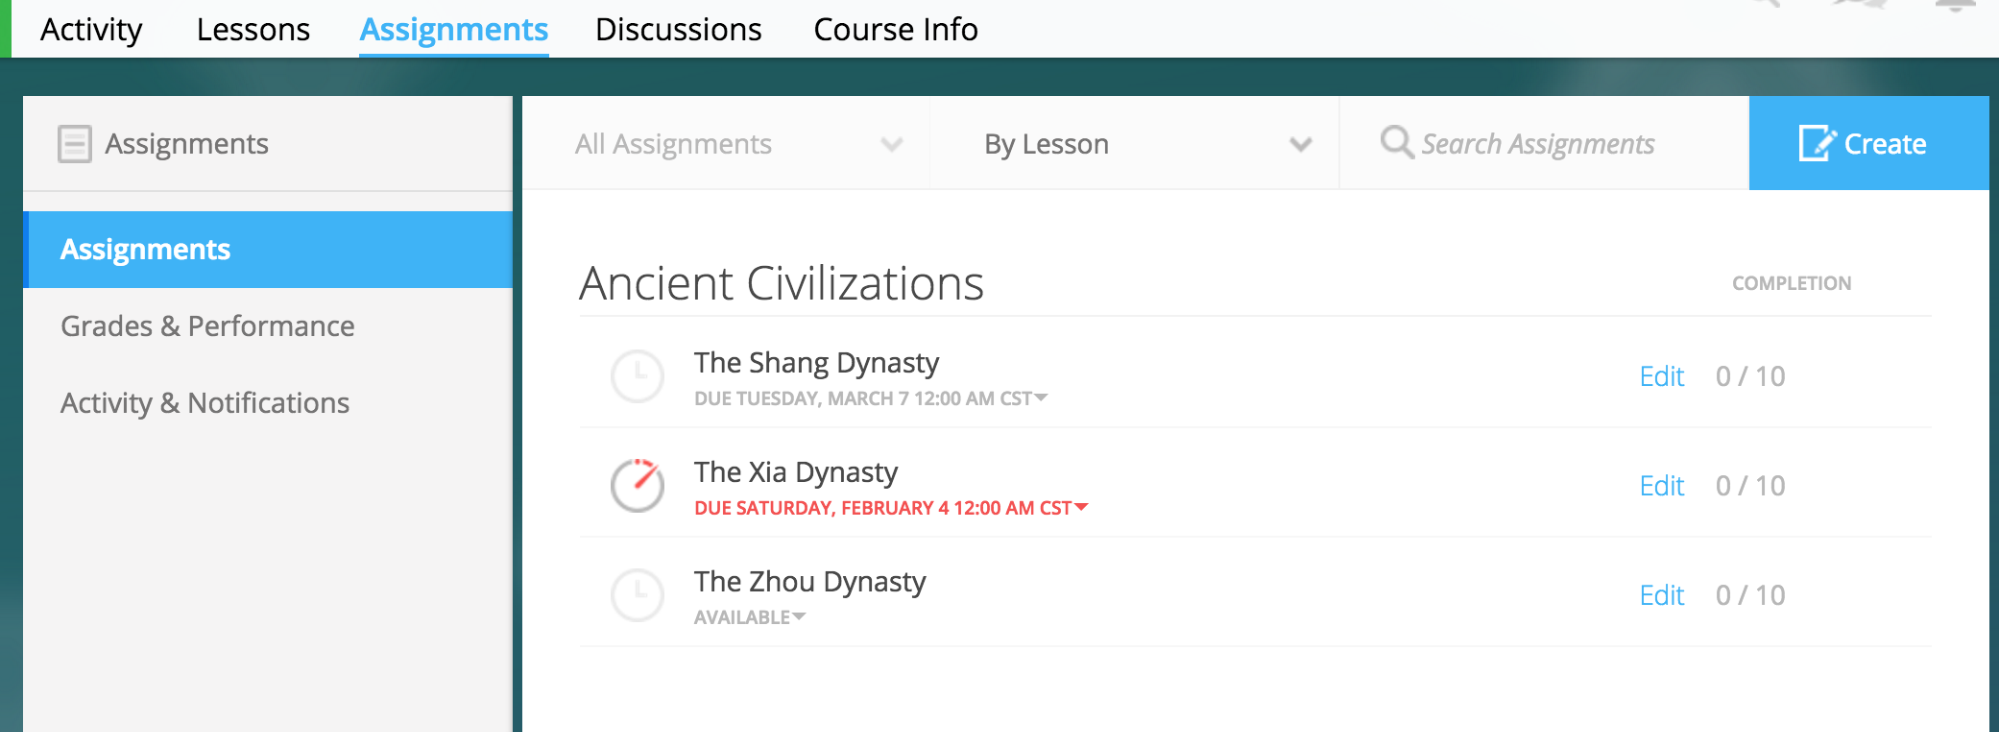 Activity Lessons Assignments Discussions Course Info
Assignments
All Assignments By Lesson Search Assignments Create
Assignments
Grades & Performance
Activity & Notifications
Ancient Civilizations COMPLETION
The Shang Dynasty
DUE TUESDAY, MARCH 7 12:00 AM CST
Edit 0 / 10
The Xia Dynasty
DUE SATURDAY, FEBRUARY 4 12:00 AM CST
Edit 0 / 10
The Zhou Dynasty
AVAILABLE
Edit 0 / 10